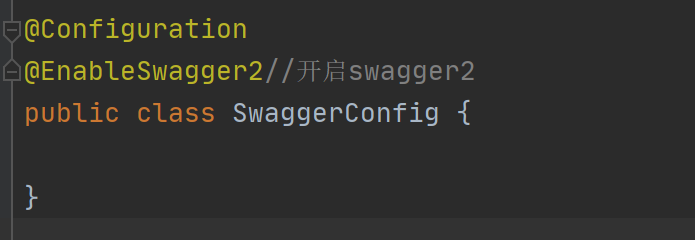 @Configuration
@EnableSwagger2//开启swagger2
public class SwaggerConfig {
}